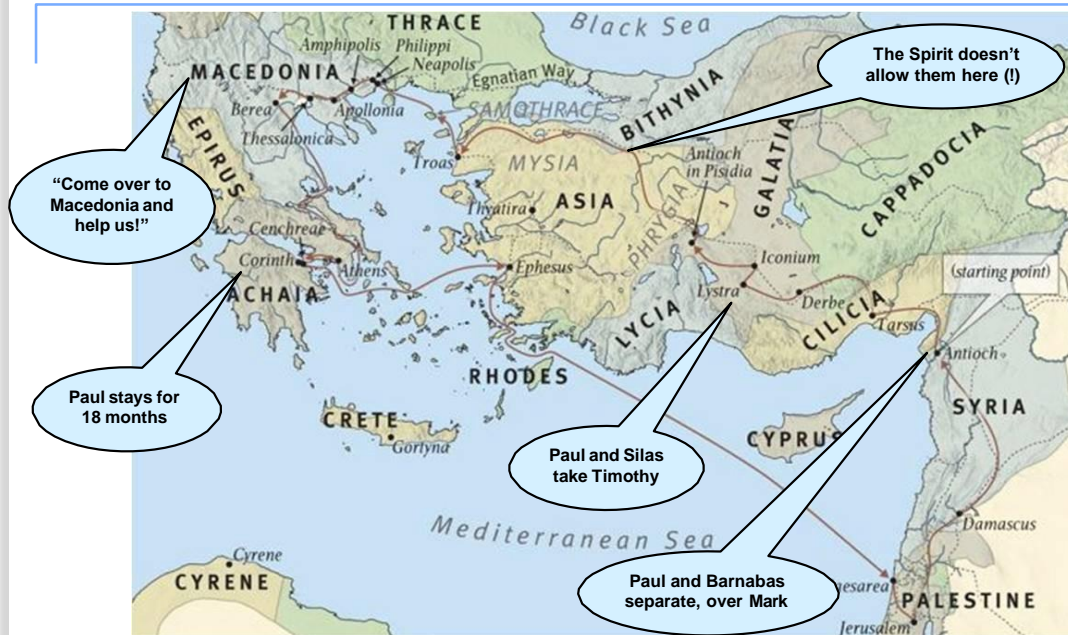 THRACE
Black Sea
The Spirit doesn't
allow them here (!)
Amphipolis
Philippi
Neapolis
MACEDONIA
Egnatian Way
Berea
Apollonia
SAMOTHRACE
BITHYNIA
Thessalonica
EPIRUS
Troas
MYSIA
Antioch
in Pisidia
GALATIA
CAPPADOCIA
"Come over to
Macedonia and
help us!"
Thyatira
ASIA
PHRYGIA
Cenchreae
Corinth
Athens
Ephesus
Iconium
(starting point)
Lystra
Derbe
ACHAIA
LYCIA
CILICIA
Tarsus
Antioch
RHODES
SYRIA
Paul stays for
18 months
CRETE
Gortyna
CYPRUS
Paul and Silas
take Timothy
Mediterranean Sea
Damascus
Cyrene
CYRENE
Paul and Barnabas
separate, over Mark
esarea
PALESTINE
Jerusalem